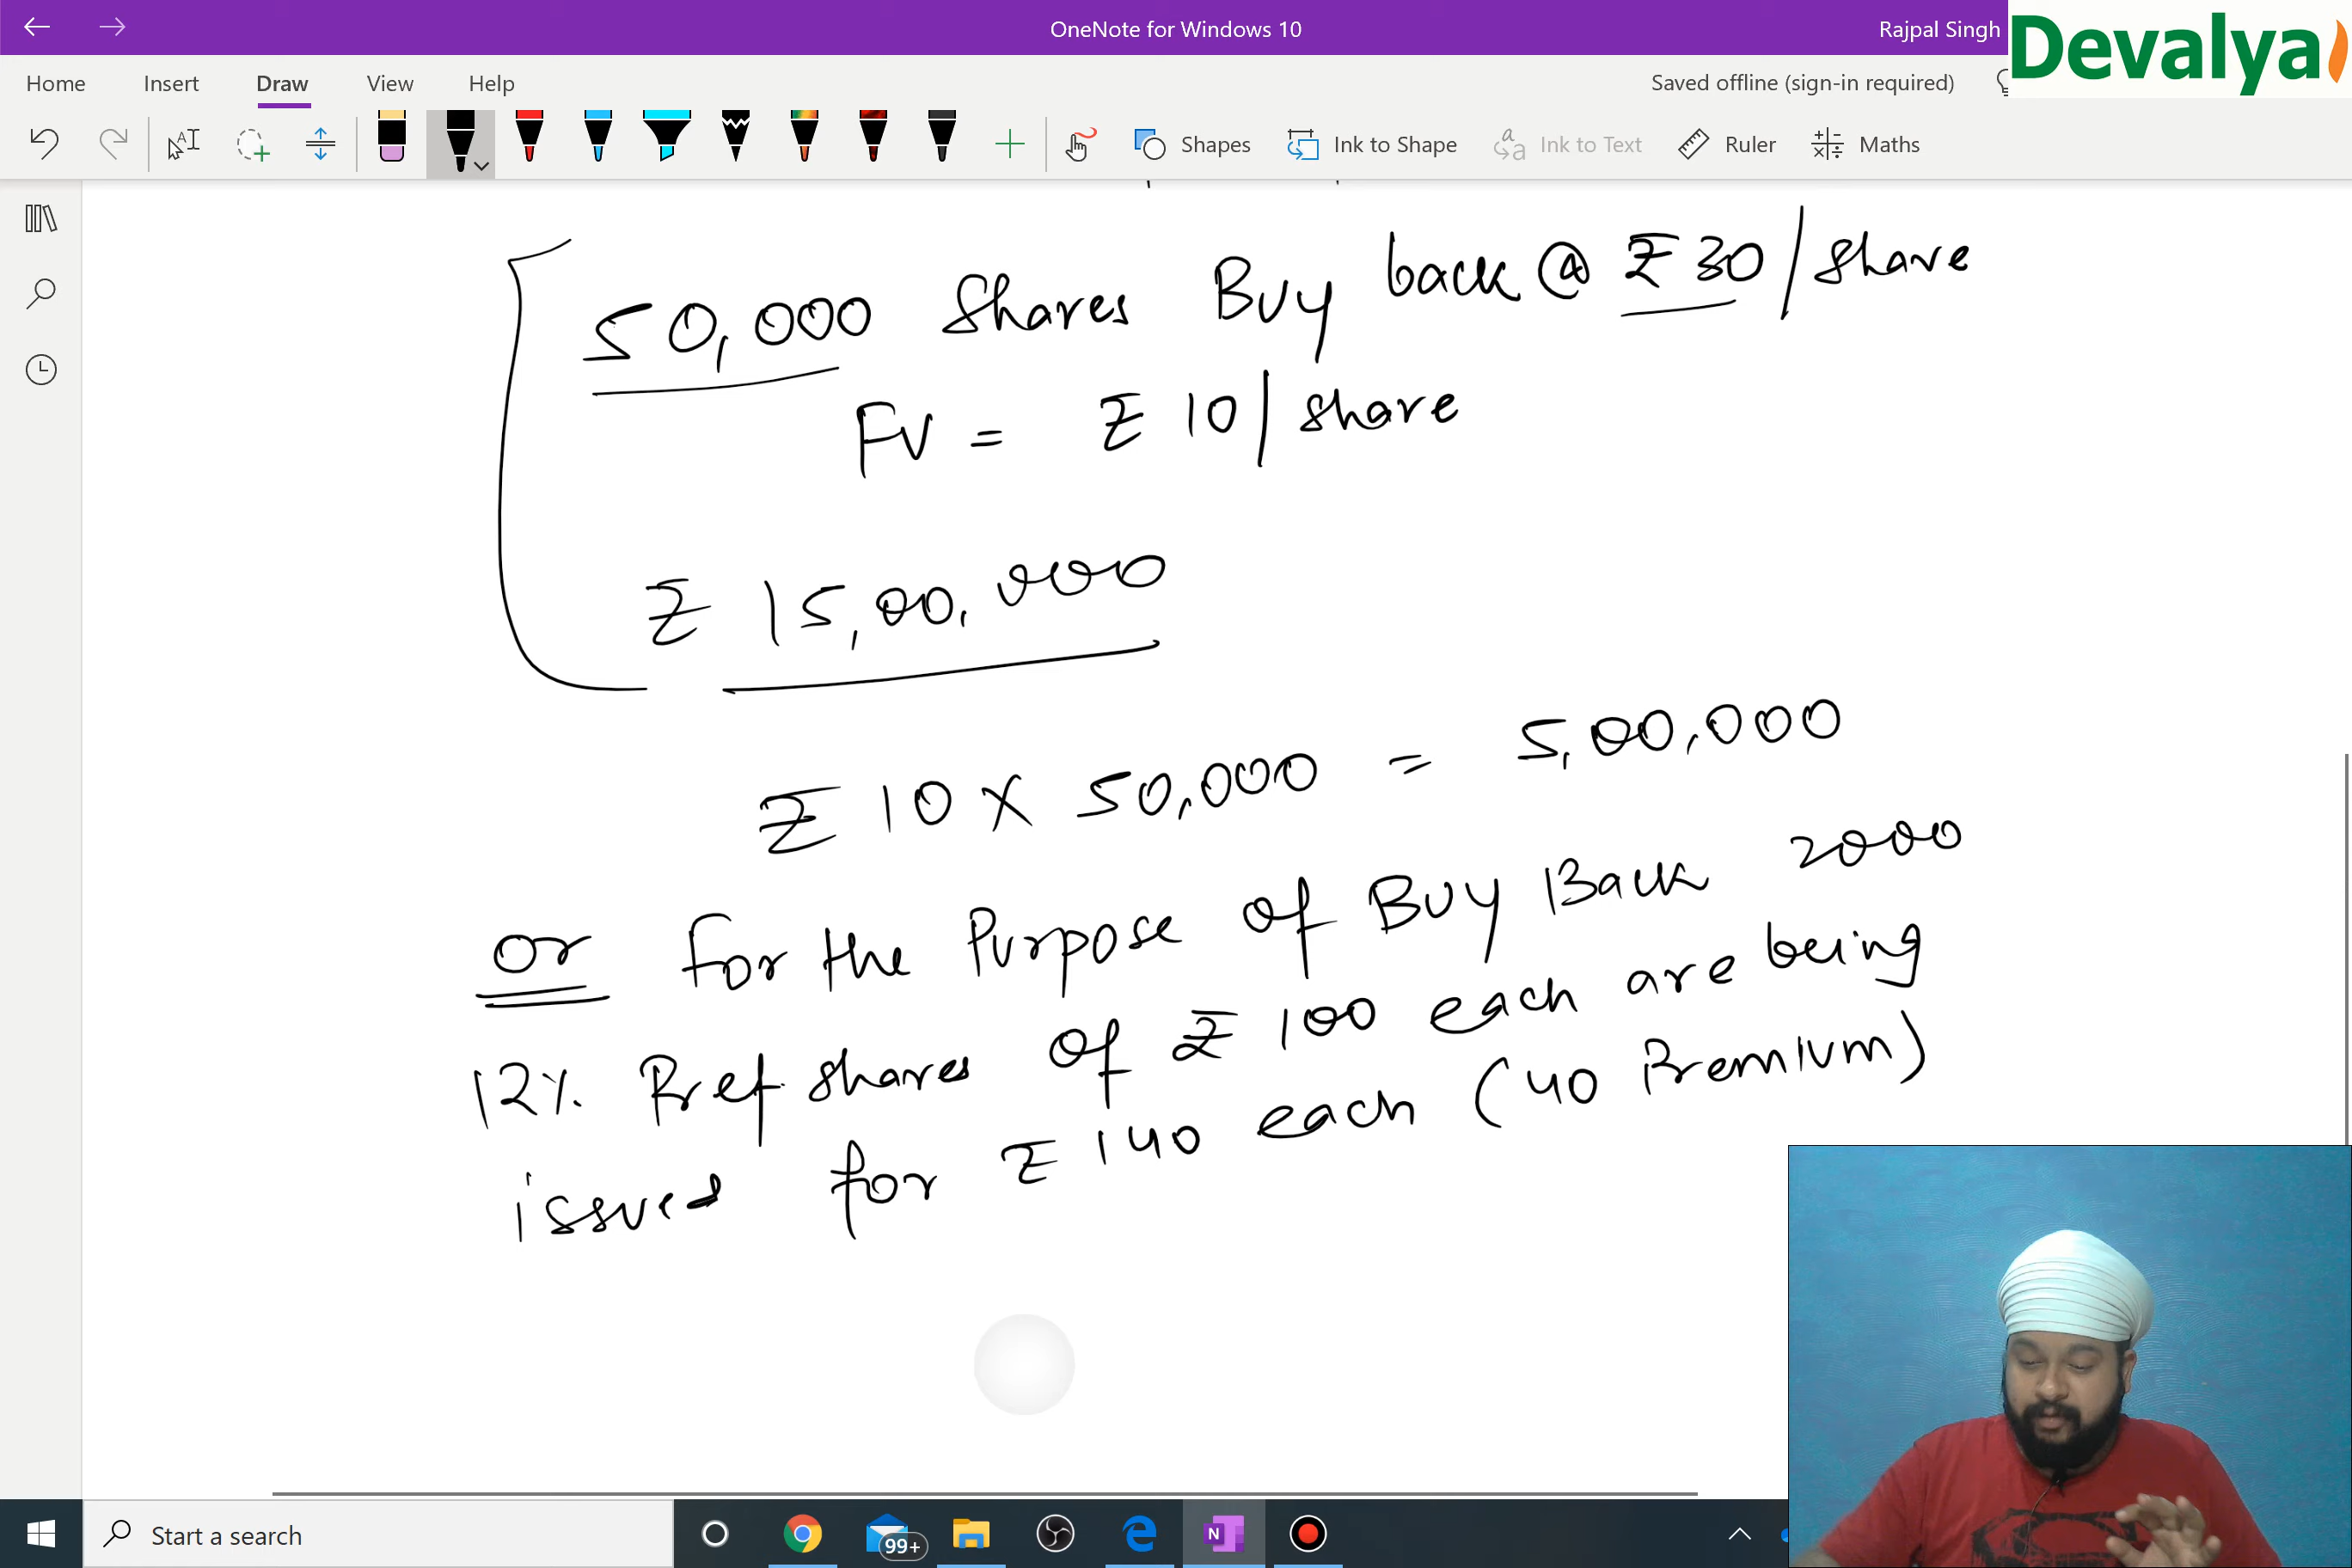 OneNote for Windows 10
Rajpal Singh
Devalya
Home Insert Draw View Help
Saved offline (sign-in required)
Shapes Ink to Shape Ink to Text Ruler Maths
50,000 Shares Buy back @ ₹ 30/share
FV = ₹ 10/share
₹ 15,00,000
₹ 10 X 50,000 = 5,00,000
or for the Purpose of Buy Back 2000
12% Pref shares of ₹ 100 each are being
issued for ₹ 140 each (40 Premium)
Start a search
99+